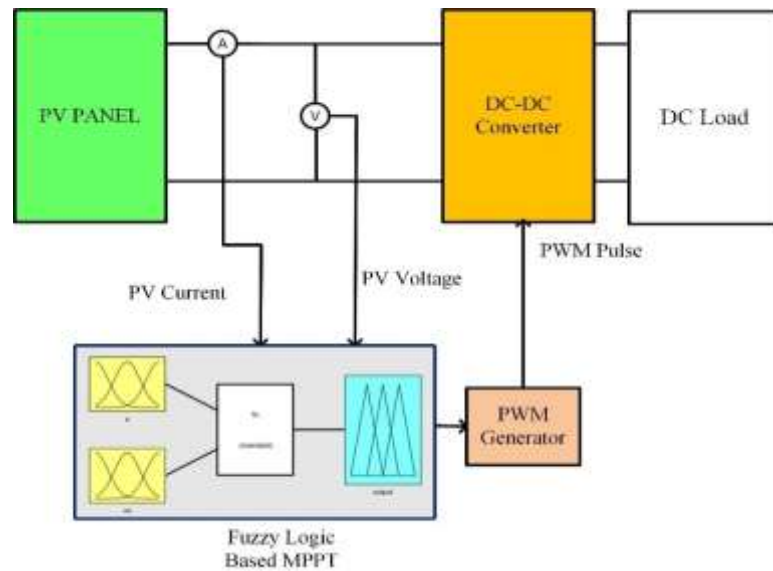 A
PV PANEL
V
DC-DC
Converter
DC Load
PWM Pulse
PV Current
PV Voltage
PWM
Generator
Fuzzy Logic
Based MPPT